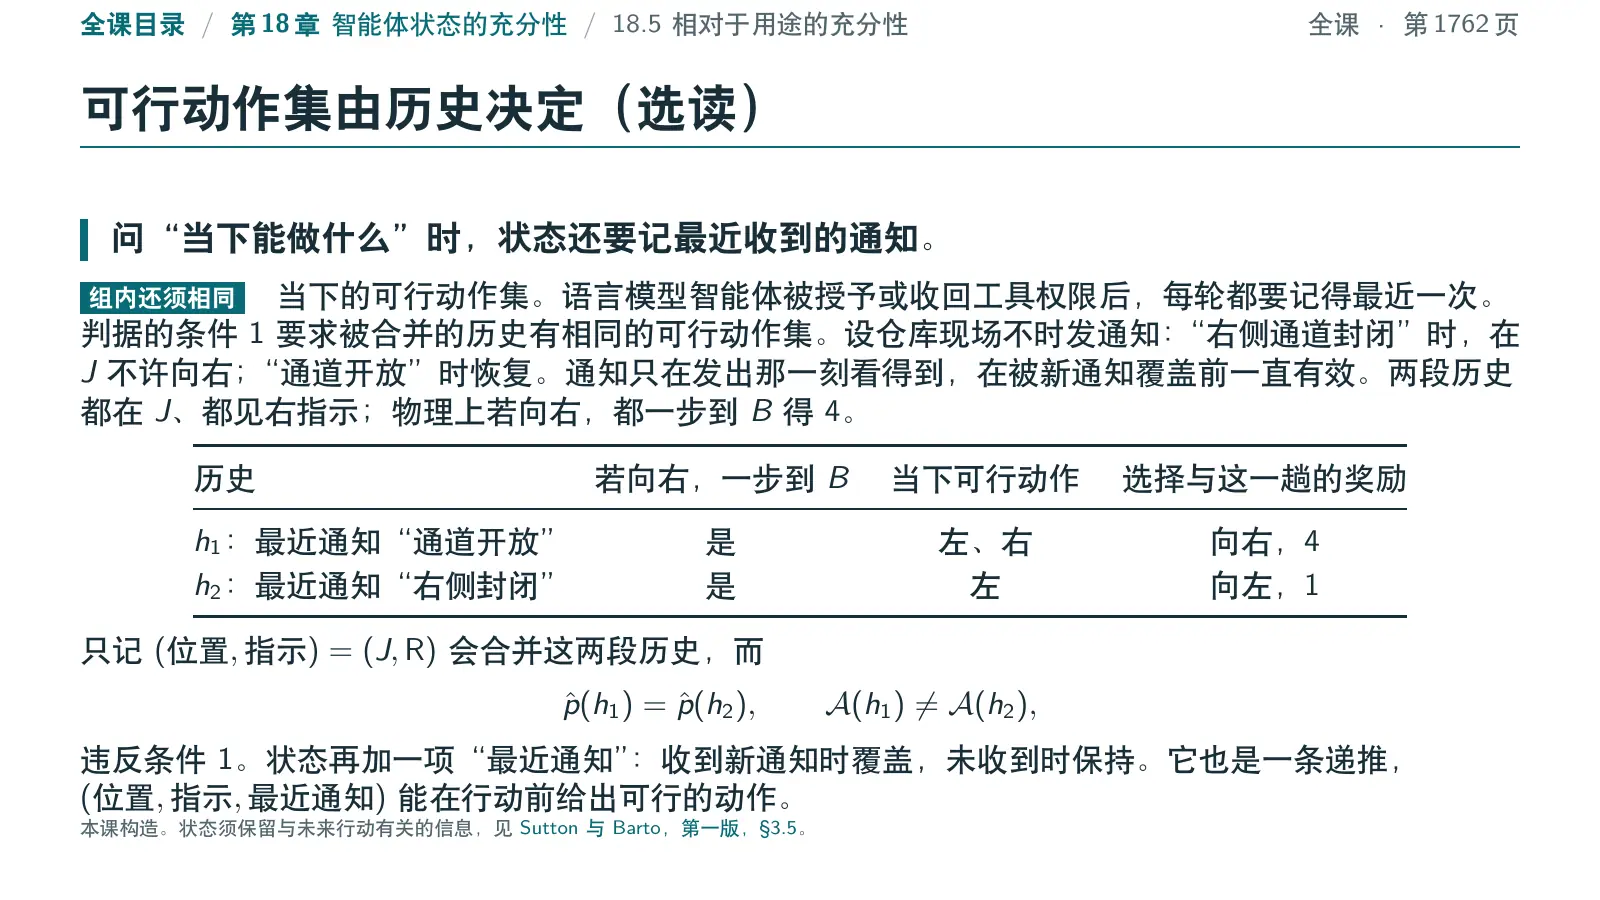 全课目录 / 第18章 智能体状态的充分性 / 18.5 相对于用途的充分性
全课 · 第1762页
可行动作集由历史决定（选读）
问“当下能做什么”时，状态还要记最近收到的通知。
组内还须相同 当下的可行动作集。语言模型智能体被授予或收回工具权限后，每轮都要记得最近一次。
判据的条件 1 要求被合并的历史有相同的可行动作集。设仓库现场不时发通知：“右侧通道封闭”时，在
J 不许向右；“通道开放”时恢复。通知只在发出那一刻看得到，在被新通知覆盖前一直有效。两段历史
都在 J、都见右指示；物理上若向右，都一步到 B 得 4。
历史 若向右，一步到 B 当下可行动作 选择与这一趟的奖励
h₁：最近通知“通道开放” 是 左、右 向右，4
h₂：最近通知“右侧封闭” 是 左 向左，1
只记 (位置, 指示) = (J, R) 会合并这两段历史，而
p̂(h₁) = p̂(h₂), 𝒜(h₁) ≠ 𝒜(h₂),
违反条件 1。状态再加一项“最近通知”：收到新通知时覆盖，未收到时保持。它也是一条递推，
(位置, 指示, 最近通知) 能在行动前给出可行的动作。
本课构造。状态须保留与未来行动有关的信息，见 Sutton 与 Barto，第一版，§3.5。